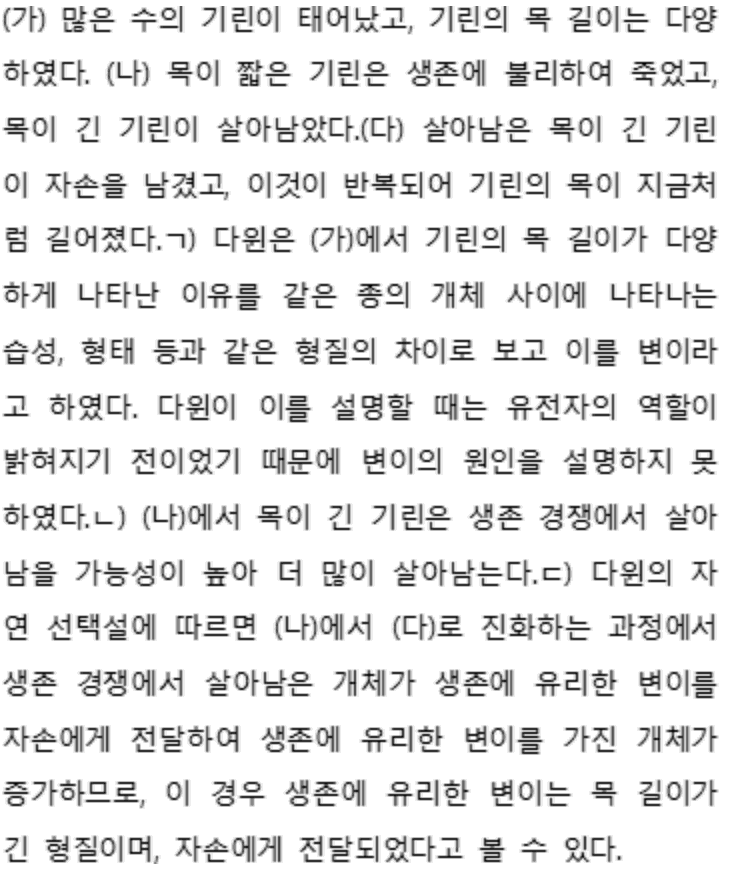 (가) 많은 수의 기린이 태어났고, 기린의 목 길이는 다양
하였다. (나) 목이 짧은 기린은 생존에 불리하여 죽었고,
목이 긴 기린이 살아남았다.(다) 살아남은 목이 긴 기린
이 자손을 남겼고, 이것이 반복되어 기린의 목이 지금처
럼 길어졌다.ㄱ) 다윈은 (가)에서 기린의 목 길이가 다양
하게 나타난 이유를 같은 종의 개체 사이에 나타나는
습성, 형태 등과 같은 형질의 차이로 보고 이를 변이라
고 하였다. 다윈이 이를 설명할 때는 유전자의 역할이
밝혀지기 전이었기 때문에 변이의 원인을 설명하지 못
하였다.ㄴ) (나)에서 목이 긴 기린은 생존 경쟁에서 살아
남을 가능성이 높아 더 많이 살아남는다.ㄷ) 다윈의 자
연 선택설에 따르면 (나)에서 (다)로 진화하는 과정에서
생존 경쟁에서 살아남은 개체가 생존에 유리한 변이를
자손에게 전달하여 생존에 유리한 변이를 가진 개체가
증가하므로, 이 경우 생존에 유리한 변이는 목 길이가
긴 형질이며, 자손에게 전달되었다고 볼 수 있다.